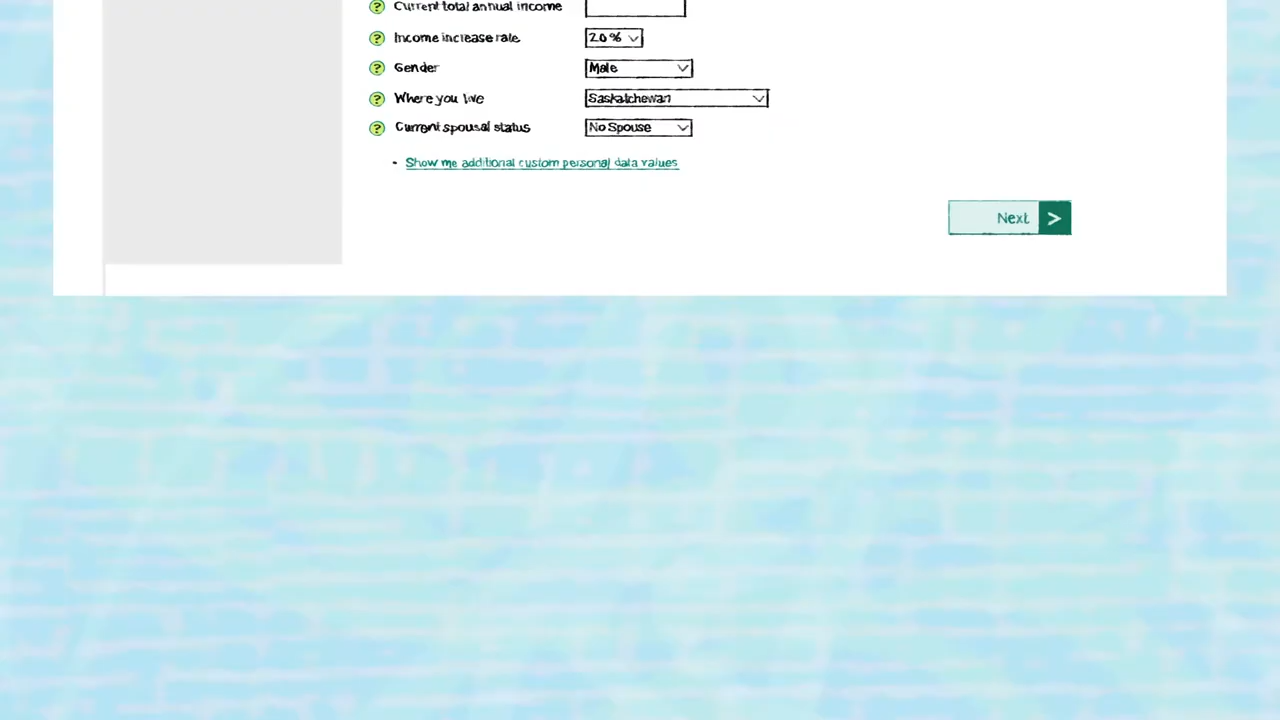 ? Current total annual income
? Income increase rate 2.0 %
? Gender Male
? Where you live Saskatchewan
? Current spousal status No Spouse
• Show me additional custom personal data values
Next >